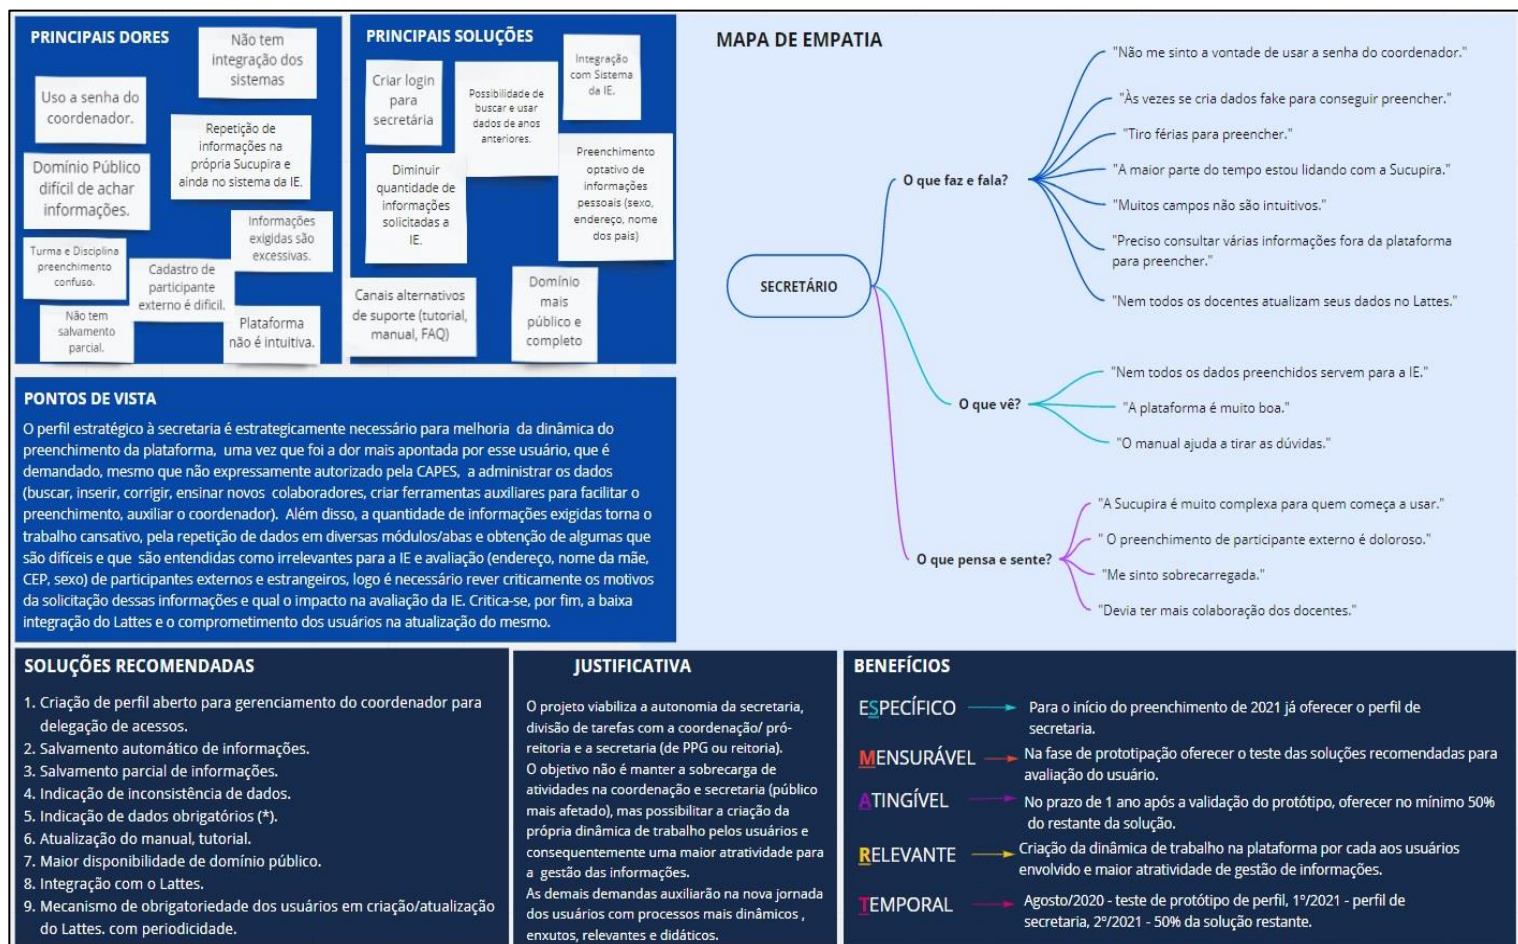 PRINCIPAIS DORES
Não tem
integração dos
sistemas
Uso a senha do
coordenador.
Repetição de
informações na
própria Sucupira e
ainda no sistema da IE.
Domínio Público
difícil de achar
informações.
Informações
exigidas são
excessivas.
Turma e Disciplina
preenchimento
confuso.
Cadastro de
participante
externo é dificil.
Não tem
salvamento
parcial.
Plataforma
não é intuitiva.
PRINCIPAIS SOLUÇÕES
Criar login
para
secretária
Possibilidade de
buscar e usar
dados de anos
anteriores.
Integração
com Sistema
da IE.
Diminuir
quantidade de
informações
solicitadas a
IE.
Preenchimento
optativo de
informações
pessoais (sexo,
endereço, nome
dos pais)
Canais alternativos
de suporte (tutorial,
manual, FAQ)
Domínio
mais
público e
completo
MAPA DE EMPATIA
SECRETÁRIO
O que faz e fala?
"Não me sinto a vontade de usar a senha do coordenador."
"Às vezes se cria dados fake para conseguir preencher."
"Tiro férias para preencher."
"A maior parte do tempo estou lidando com a Sucupira."
"Muitos campos não são intuitivos."
"Preciso consultar várias informações fora da plataforma
para preencher."
"Nem todos os docentes atualizam seus dados no Lattes."
O que vê?
"Nem todos os dados preenchidos servem para a IE."
"A plataforma é muito boa."
"O manual ajuda a tirar as dúvidas."
O que pensa e sente?
"A Sucupira é muito complexa para quem começa a usar."
" O preenchimento de participante externo é doloroso."
"Me sinto sobrecarregada."
"Devia ter mais colaboração dos docentes."
PONTOS DE VISTA
O perfil estratégico à secretaria é estrategicamente necessário para melhoria da dinâmica do
preenchimento da plataforma, uma vez que foi a dor mais apontada por esse usuário, que é
demandado, mesmo que não expressamente autorizado pela CAPES, a administrar os dados
(buscar, inserir, corrigir, ensinar novos colaboradores, criar ferramentas auxiliares para facilitar o
preenchimento, auxiliar o coordenador). Além disso, a quantidade de informações exigidas torna o
trabalho cansativo, pela repetição de dados em diversas módulos/abas e obtenção de algumas que
são difíceis e que são entendidas como irrelevantes para a IE e avaliação (endereço, nome da mãe,
CEP, sexo) de participantes externos e estrangeiros, logo é necessário rever criticamente os motivos
da solicitação dessas informações e qual o impacto na avaliação da IE. Critica-se, por fim, a baixa
integração do Lattes e o comprometimento dos usuários na atualização do mesmo.
SOLUÇÕES RECOMENDADAS
1. Criação de perfil aberto para gerenciamento do coordenador para
delegação de acessos.
2. Salvamento automático de informações.
3. Salvamento parcial de informações.
4. Indicação de inconsistência de dados.
5. Indicação de dados obrigatórios (*).
6. Atualização do manual, tutorial.
7. Maior disponibilidade de domínio público.
8. Integração com o Lattes.
9. Mecanismo de obrigatoriedade dos usuários em criação/atualização
do Lattes. com periodicidade.
JUSTIFICATIVA
O projeto viabiliza a autonomia da secretaria,
divisão de tarefas com a coordenação/ pró-
reitoria e a secretaria (de PPG ou reitoria).
O objetivo não é manter a sobrecarga de
atividades na coordenação e secretaria (público
mais afetado), mas possibilitar a criação da
própria dinâmica de trabalho pelos usuários e
consequentemente uma maior atratividade para
a gestão das informações.
As demais demandas auxiliarão na nova jornada
dos usuários com processos mais dinâmicos ,
enxutos, relevantes e didáticos.
BENEFÍCIOS
ESPECÍFICO
Para o início do preenchimento de 2021 já oferecer o perfil de
secretaria.
MENSURÁVEL
Na fase de prototipação oferecer o teste das soluções recomendadas para
avaliação do usuário.
ATINGÍVEL
No prazo de 1 ano após a validação do protótipo, oferecer no mínimo 50%
do restante da solução.
RELEVANTE
Criação da dinâmica de trabalho na plataforma por cada aos usuários
envolvido e maior atratividade de gestão de informações.
TEMPORAL
Agosto/2020 - teste de protótipo de perfil, 1º/2021 - perfil de
secretaria, 2º/2021 - 50% da solução restante.